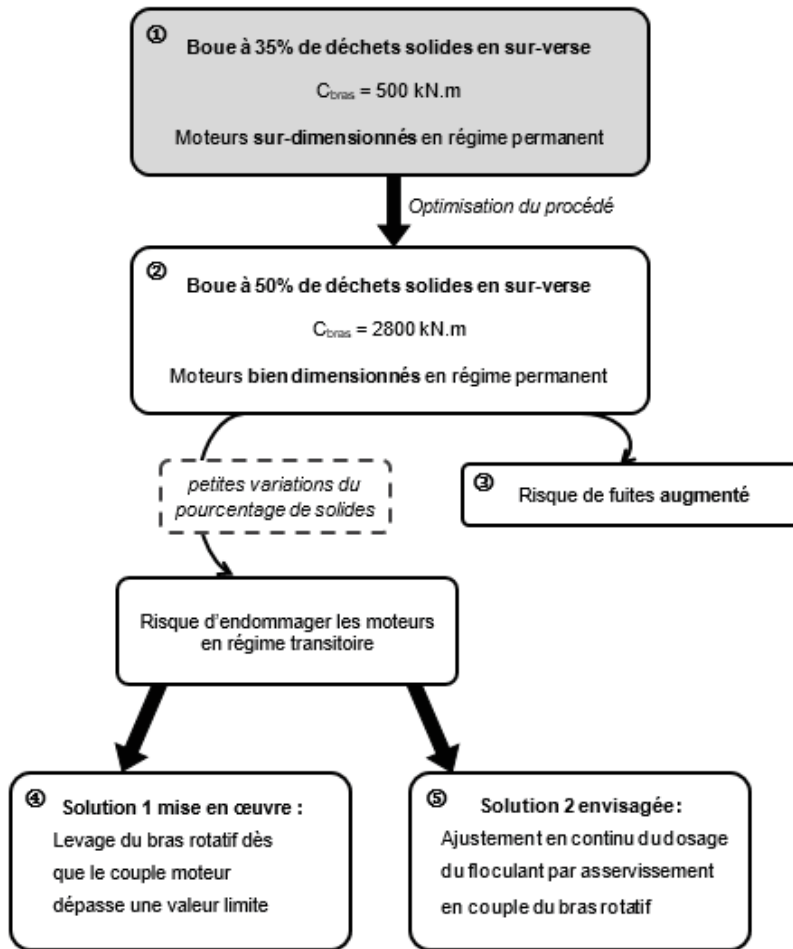 ①
Boue à 35% de déchets solides en sur-verse
Cbras = 500 kN.m
Moteurs sur-dimensionnés en régime permanent
Optimisation du procédé
②
Boue à 50% de déchets solides en sur-verse
Cbras = 2800 kN.m
Moteurs bien dimensionnés en régime permanent
petites variations du
pourcentage de solides
③
Risque de fuites augmenté
Risque d'endommager les moteurs
en régime transitoire
④
Solution 1 mise en œuvre :
Levage du bras rotatif dès
que le couple moteur
dépasse une valeur limite
⑤
Solution 2 envisagée :
Ajustement en continu du dosage
du floculant par asservissement
en couple du bras rotatif